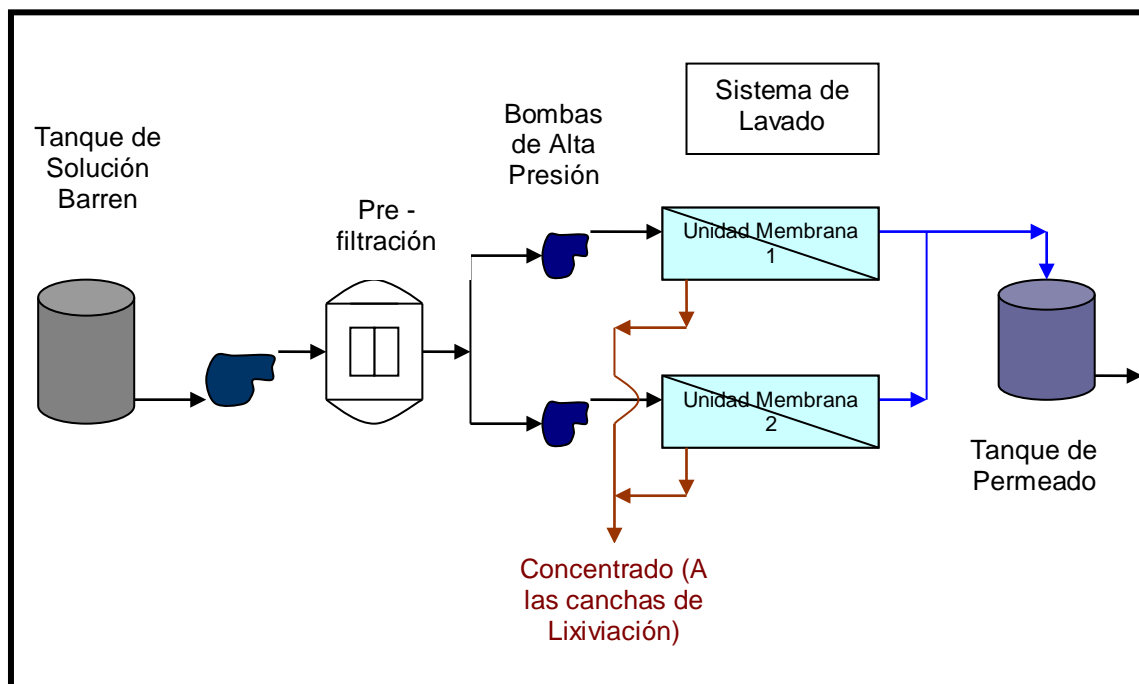 Tanque de
Solución
Barren
Pre -
filtración
Bombas
de Alta
Presión
Sistema de
Lavado
Unidad Membrana
1
Unidad Membrana
2
Tanque de
Permeado
Concentrado (A
las canchas de
Lixiviación)